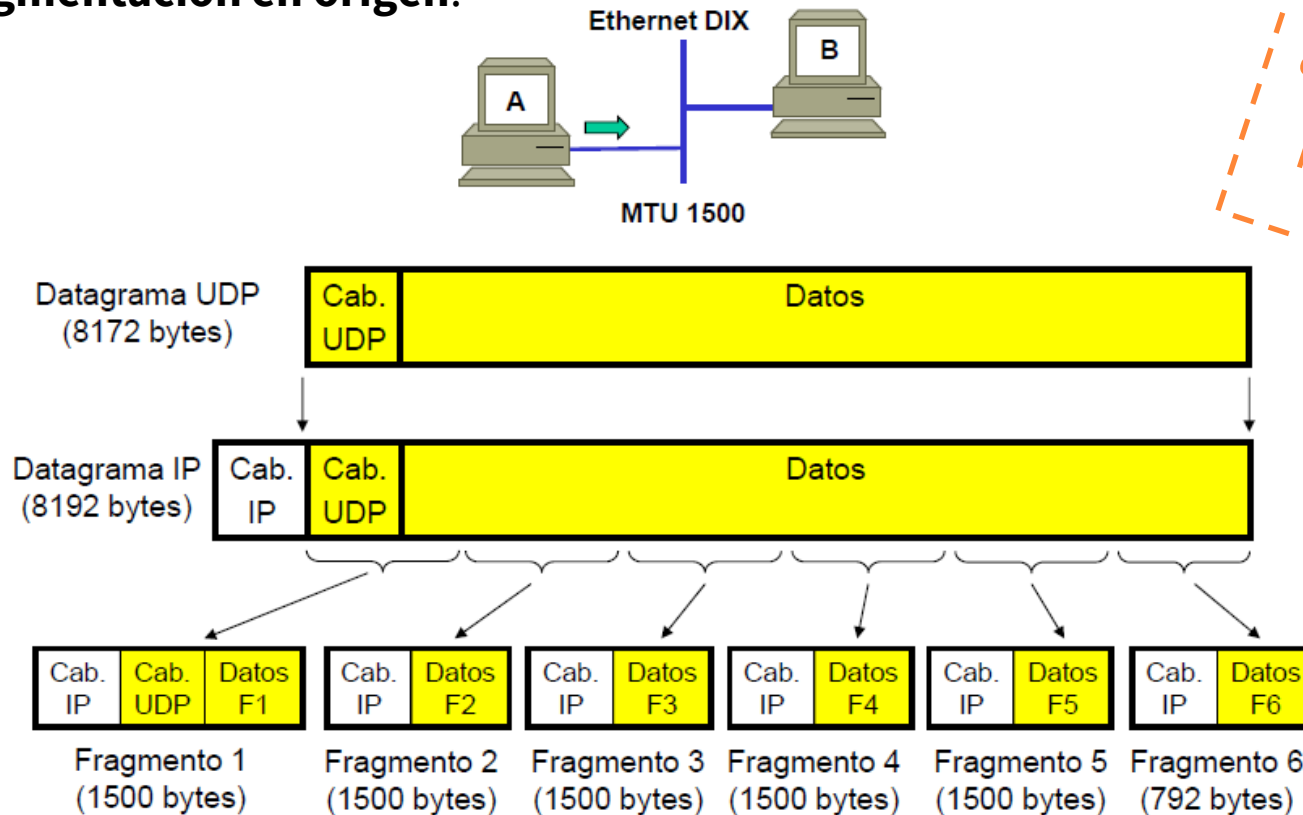 gmentación en origen.
Ethernet DIX
A
B
MTU 1500
Datagrama UDP
(8172 bytes)
Cab.
UDP
Datos
Datagrama IP
(8192 bytes)
Cab.
IP
Cab.
UDP
Datos
Cab.
IP
Cab.
UDP
Datos
F1
Cab.
IP
Datos
F2
Cab.
IP
Datos
F3
Cab.
IP
Datos
F4
Cab.
IP
Datos
F5
Cab.
IP
Datos
F6
Fragmento 1
(1500 bytes)
Fragmento 2
(1500 bytes)
Fragmento 3
(1500 bytes)
Fragmento 4
(1500 bytes)
Fragmento 5
(1500 bytes)
Fragmento 6
(792 bytes)